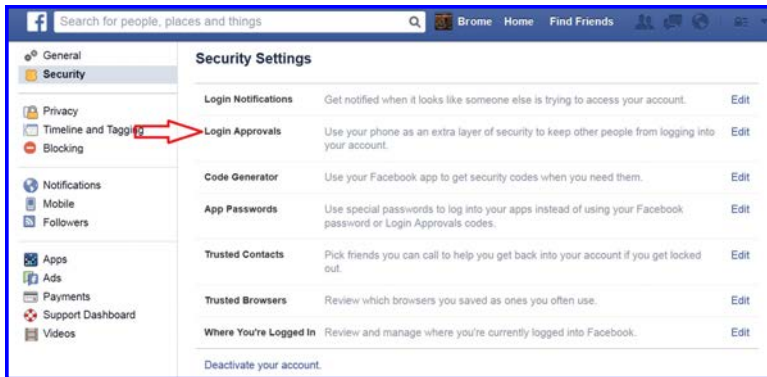 f Search for people, places and things Brome Home Find Friends
General
Security
Privacy
Timeline and Tagging
Blocking
Notifications
Mobile
Followers
Apps
Ads
Payments
Support Dashboard
Videos
Security Settings
Login Notifications Get notified when it looks like someone else is trying to access your account. Edit
Login Approvals Use your phone as an extra layer of security to keep other people from logging into Edit
your account.
Code Generator Use your Facebook app to get security codes when you need them. Edit
App Passwords Use special passwords to log into your apps instead of using your Facebook Edit
password or Login Approvals codes.
Trusted Contacts Pick friends you can call to help you get back into your account if you get locked Edit
out.
Trusted Browsers Review which browsers you saved as ones you often use. Edit
Where You're Logged In Review and manage where you're currently logged into Facebook. Edit
Deactivate your account.